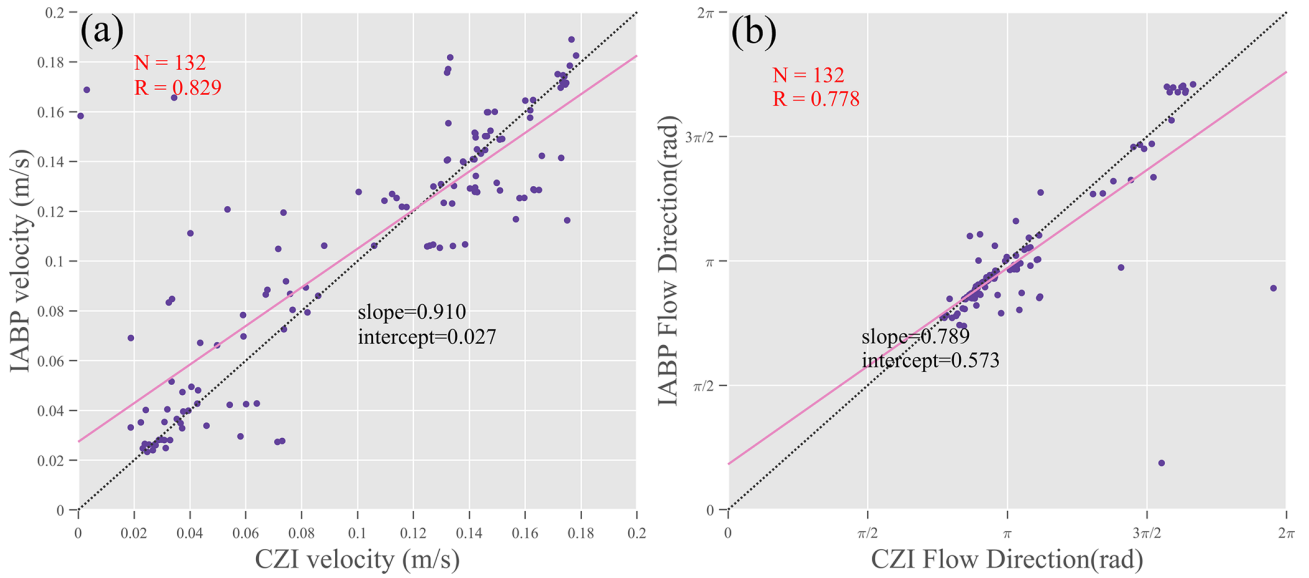 (a)
N = 132
R = 0.829
slope=0.910
intercept=0.027
0.2
0.18
0.16
0.14
0.12
0.1
0.08
0.06
0.04
0.02
0
0
0.02
0.04
0.06
0.08
0.1
0.12
0.14
0.16
0.18
0.2
IABP velocity (m/s)
CZI velocity (m/s)
(b)
N = 132
R = 0.778
slope=0.789
intercept=0.573
2π
3π/2
π
π/2
0
0
π/2
π
3π/2
2π
IABP Flow Direction(rad)
CZI Flow Direction(rad)